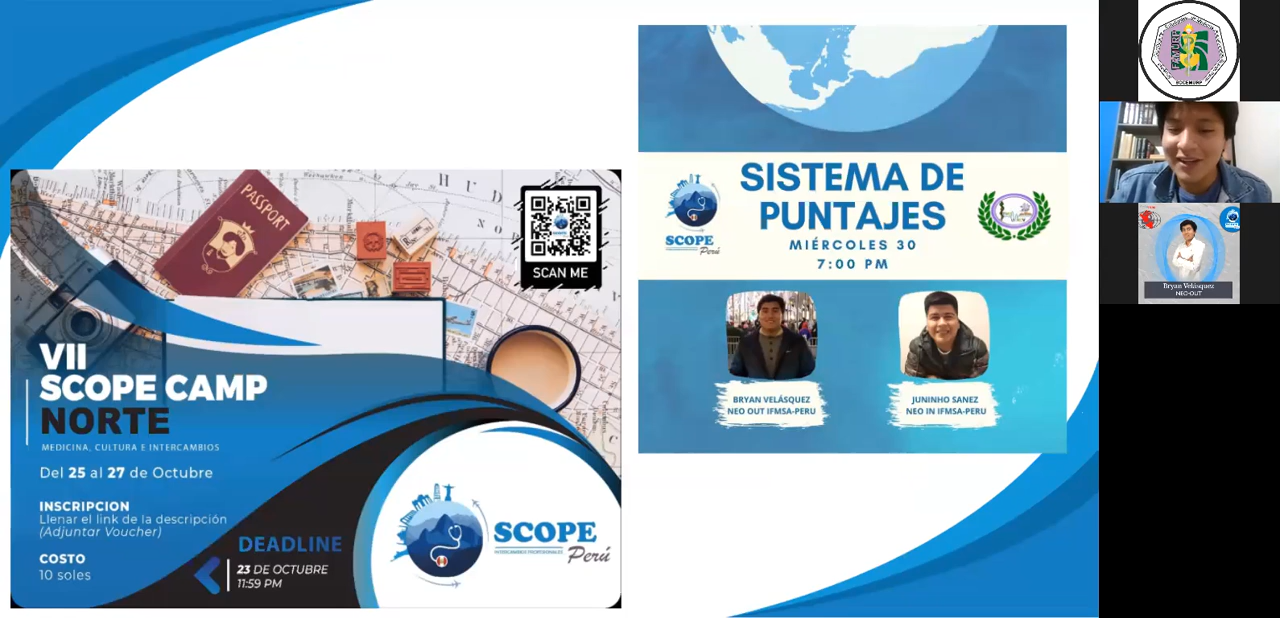 PASSPORT
SCAN ME
VII
SCOPE CAMP
NORTE
MEDICINA, CULTURA E INTERCAMBIOS
Del 25 al 27 de Octubre
INSCRIPCION
Llenar el link de la descripción
(Adjuntar Voucher)
COSTO
10 soles
DEADLINE
23 DE OCTUBRE
11:59 PM
SCOPE
INTERCAMBIOS PROFESIONALES
Perú
SISTEMA DE
PUNTAJES
MIÉRCOLES 30
7:00 PM
SCOPE
Perú
BRYAN VELÁSQUEZ
NEO OUT IFMSA-PERU
JUNINHO SANEZ
NEO IN IFMSA-PERU
SOCEMURP
Bryan Velásquez
NEO-OUT